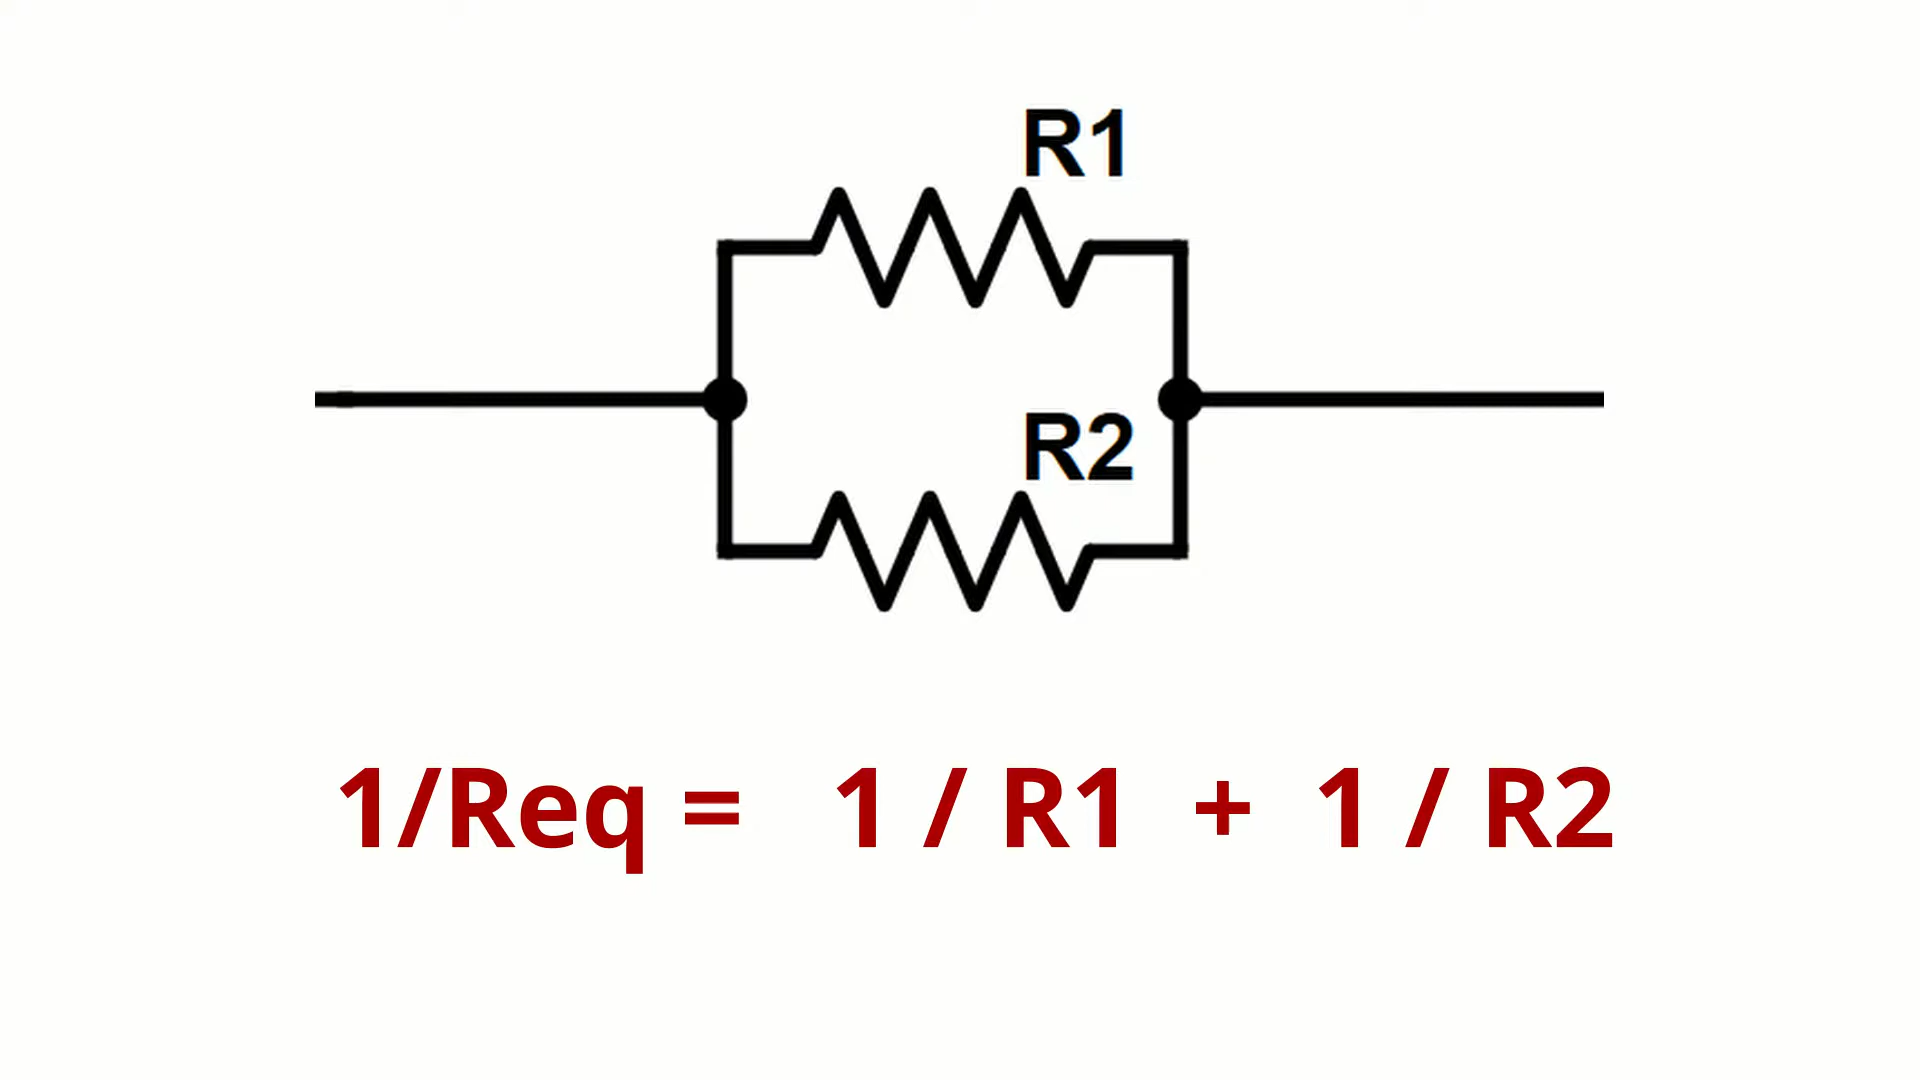 R1
R2
1/Req = 1 / R1 + 1 / R2